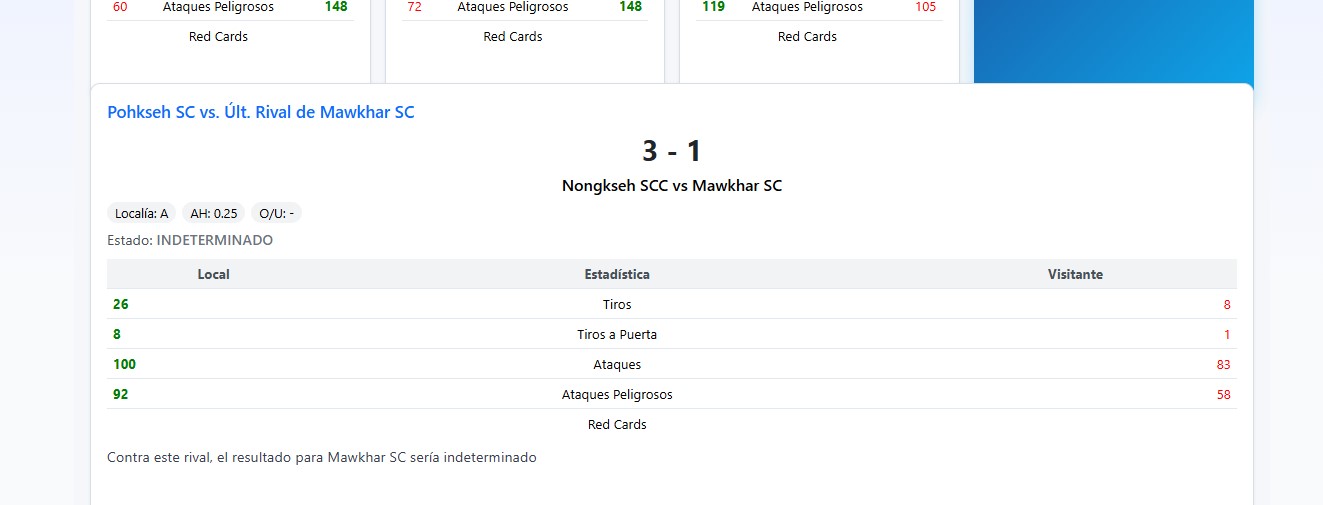 60 Ataques Peligrosos 148 72 Ataques Peligrosos 148 119 Ataques Peligrosos 105
Red Cards Red Cards Red Cards
Pohkseh SC vs. Últ. Rival de Mawkhar SC
3 - 1
Nongkseh SCC vs Mawkhar SC
Localía: A AH: 0.25 O/U: -
Estado: INDETERMINADO
Local Estadística Visitante
26 Tiros 8
8 Tiros a Puerta 1
100 Ataques 83
92 Ataques Peligrosos 58
Red Cards
Contra este rival, el resultado para Mawkhar SC sería indeterminado